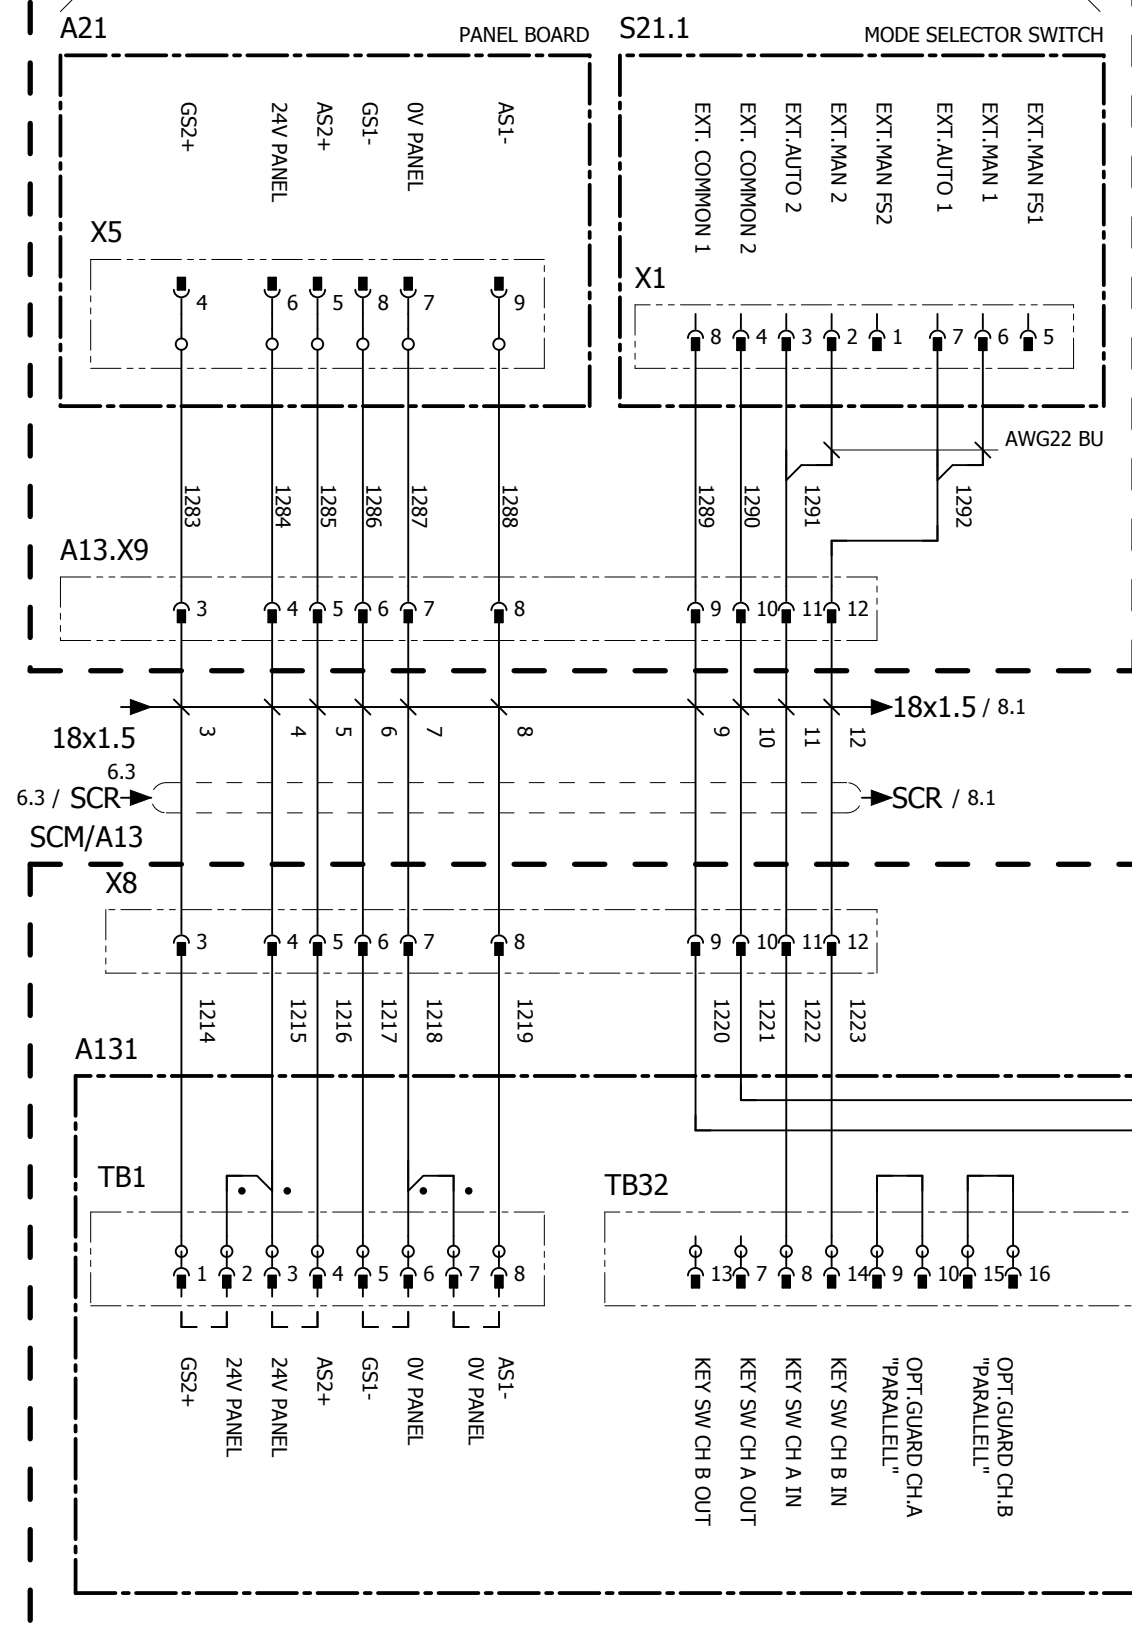 A21
PANEL BOARD
S21.1
MODE SELECTOR SWITCH
GS2+
24V PANEL
AS2+
GS1-
0V PANEL
AS1-
EXT. COMMON 1
EXT. COMMON 2
EXT.AUTO 2
EXT.MAN 2
EXT.MAN FS2
EXT.AUTO 1
EXT.MAN 1
EXT.MAN FS1
X5
X1
4 6 5 8 7 9
8 4 3 2 1 7 6 5
AWG22 BU
1283
1284
1285
1286
1287
1288
1289
1290
1291
1292
A13.X9
3 4 5 6 7 8 9 10 11 12
18x1.5
6.3
3
4
5
6
7
8
9
10
11
12
18x1.5 / 8.1
6.3 / SCR
SCR / 8.1
SCM/A13
X8
3 4 5 6 7 8 9 10 11 12
1214
1215
1216
1217
1218
1219
1220
1221
1222
1223
A131
TB1
TB32
1 2 3 4 5 6 7 8
13 7 8 14 9 10 15 16
GS2+
24V PANEL
24V PANEL
AS2+
GS1-
0V PANEL
0V PANEL
AS1-
KEY SW CH B OUT
KEY SW CH A OUT
KEY SW CH A IN
KEY SW CH B IN
OPT.GUARD CH.A
"PARALLELL"
OPT.GUARD CH.B
"PARALLELL"